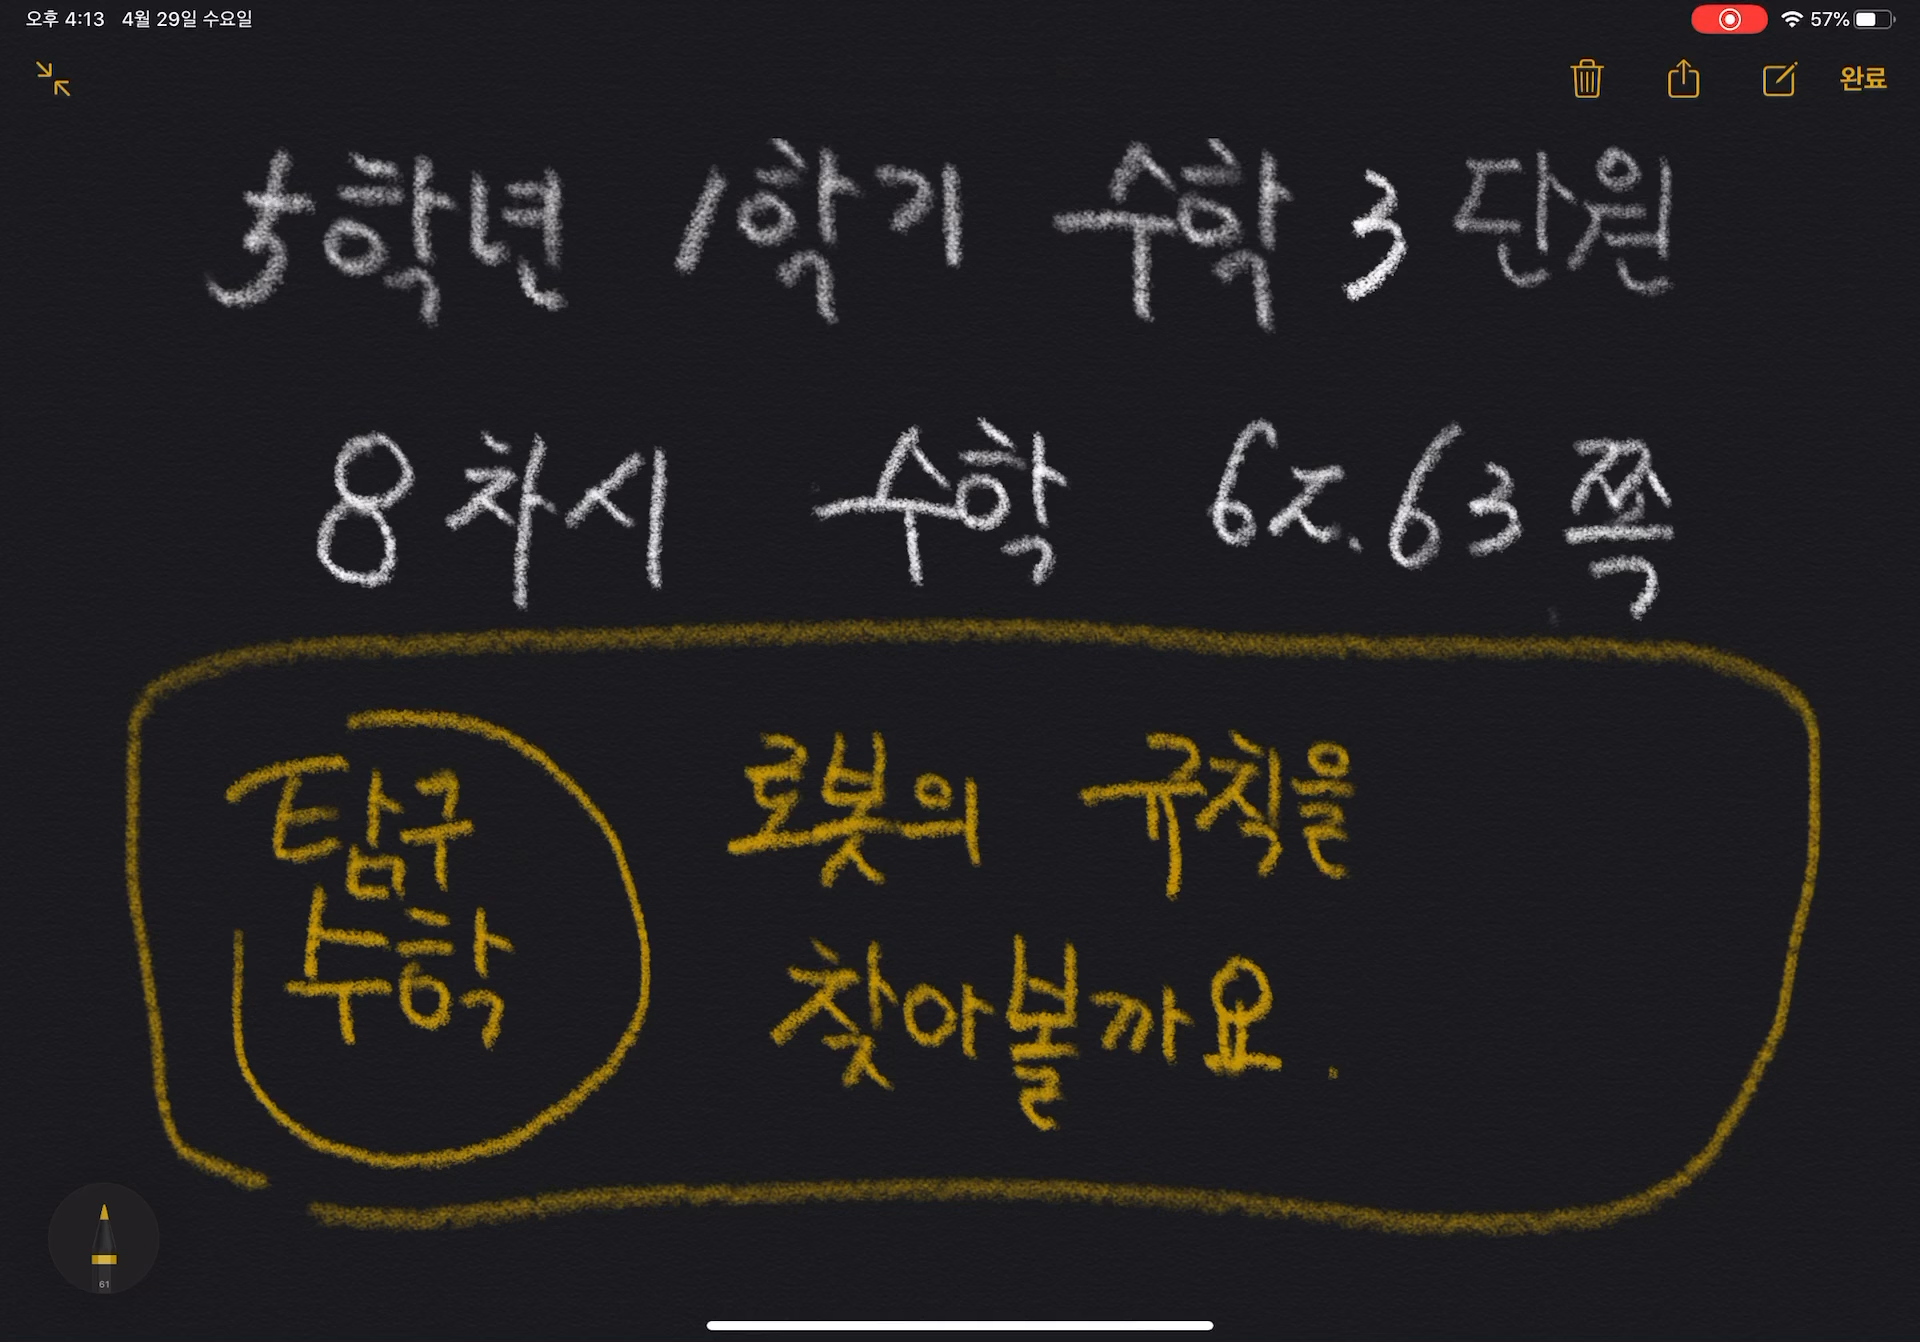 오후 4:13 4월 29일 수요일 57%
완료
5학년 1학기 수학 3단원
8차시 수학 62. 63쪽
탐구 수학
로봇의 규칙을
찾아볼까요.
61